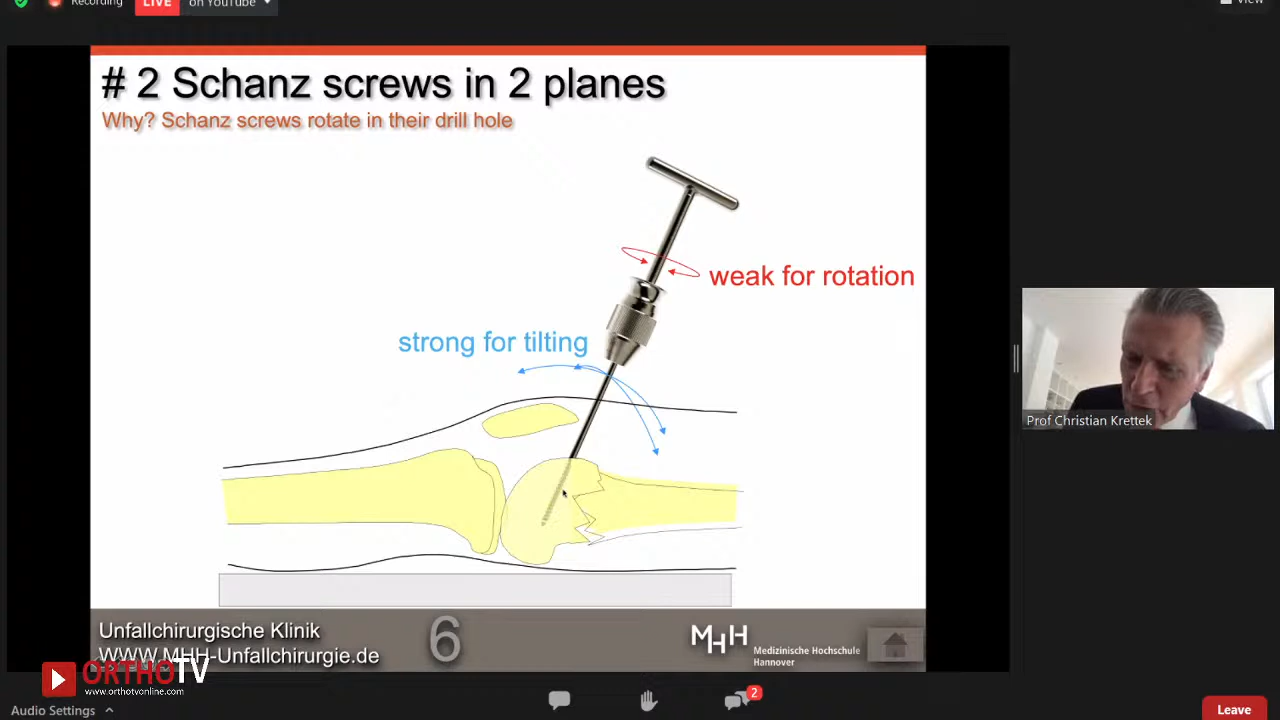 Recording
LIVE
on YouTube
View
# 2 Schanz screws in 2 planes
Why? Schanz screws rotate in their drill hole
weak for rotation
strong for tilting
Prof Christian Krettek
Unfallchirurgische Klinik
WWW.MHH-Unfallchirurgie.de
6
MHH
Medizinische Hochschule
Hannover
ORTHOTV
www.orthotvonline.com
2
Audio Settings
Leave